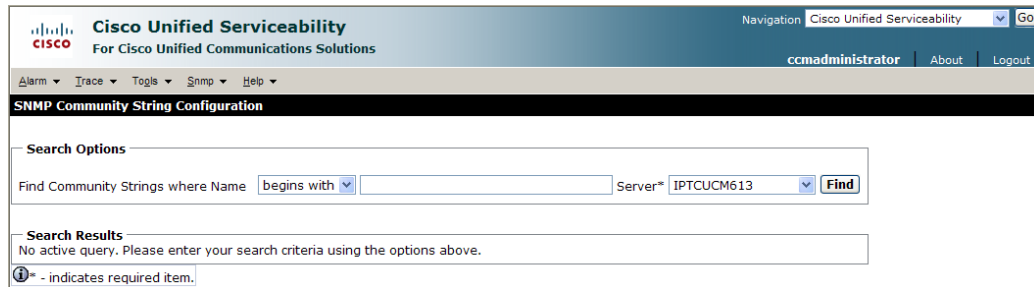 Cisco Unified Serviceability
For Cisco Unified Communications Solutions
CISCO
Navigation Cisco Unified Serviceability Go
ccmadministrator About Logout
Alarm Trace Tools Snmp Help
SNMP Community String Configuration
Search Options
Find Community Strings where Name begins with Server* IPTCUCM613 Find
Search Results
No active query. Please enter your search criteria using the options above.
i * - indicates required item.